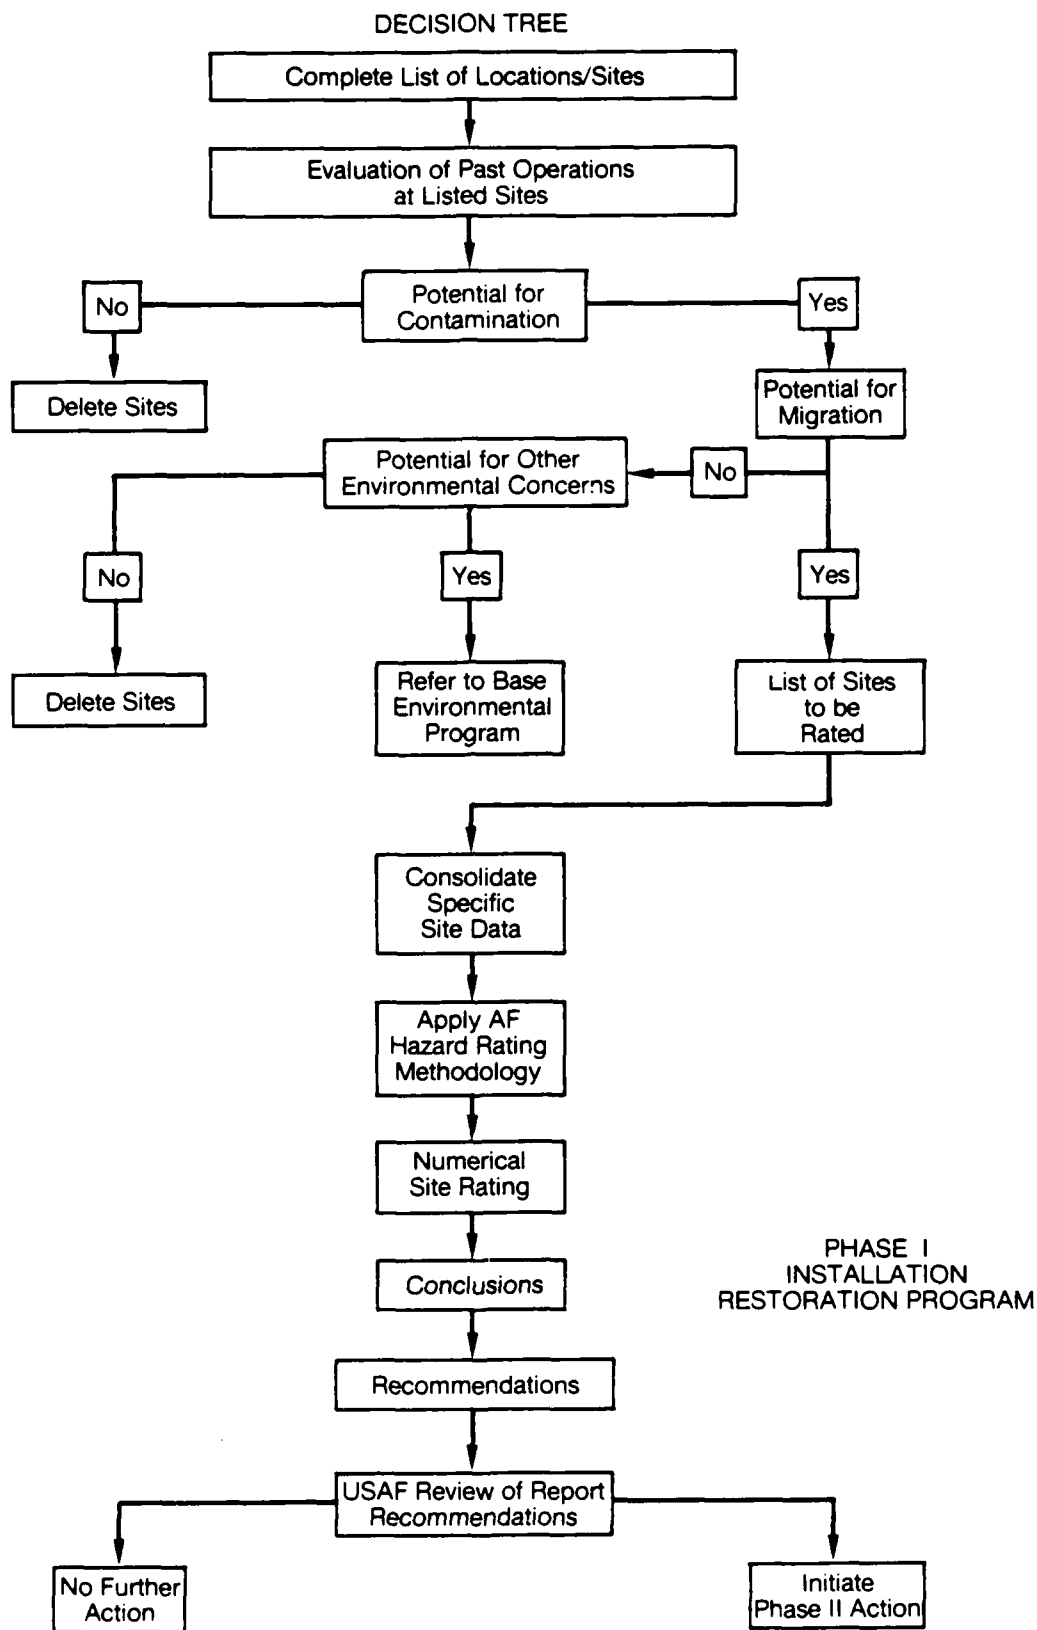 DECISION TREE
Complete List of Locations/Sites
Evaluation of Past Operations
at Listed Sites
Potential for
Contamination
No
Yes
Delete Sites
Potential for
Migration
Potential for Other
Environmental Concerns
No
No
Yes
Yes
Delete Sites
Refer to Base
Environmental
Program
List of Sites
to be
Rated
Consolidate
Specific
Site Data
Apply AF
Hazard Rating
Methodology
Numerical
Site Rating
Conclusions
PHASE I
INSTALLATION
RESTORATION PROGRAM
Recommendations
USAF Review of Report
Recommendations
No Further
Action
Initiate
Phase II Action